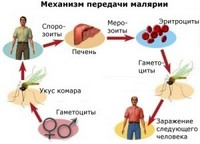 Механизм передачи малярии
Споро-
зоиты
Печень
Меро-
зоиты
Эритроциты
Гамето-
циты
Укус комара
Гаметоциты
Заражение
следующего
человека